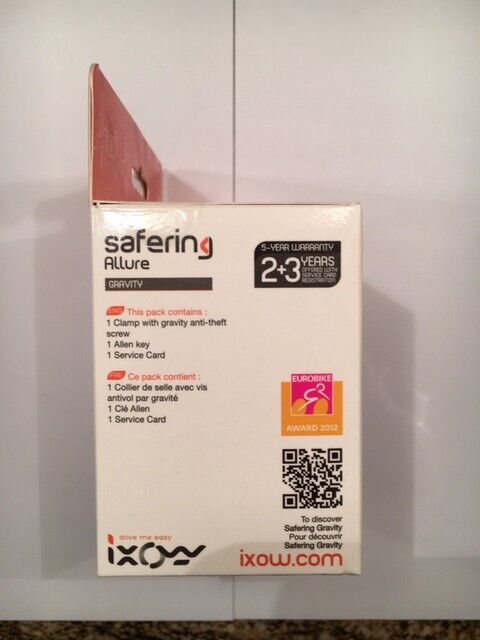 safering
Allure
GRAVITY
5-YEAR WARRANTY
2+3 YEARS
OFFERED WITH
SERVICE CARD
REGISTRATION
ENG This pack contains :
1 Clamp with gravity anti-theft
screw
1 Allen key
1 Service Card
FRE Ce pack contient :
1 Collier de selle avec vis
antivol par gravité
1 Clé Allen
1 Service Card
EUROBIKE
AWARD 2012
To discover
Safering Gravity
Pour découvrir
Safering Gravity
drive me easy
ixow
ixow.com